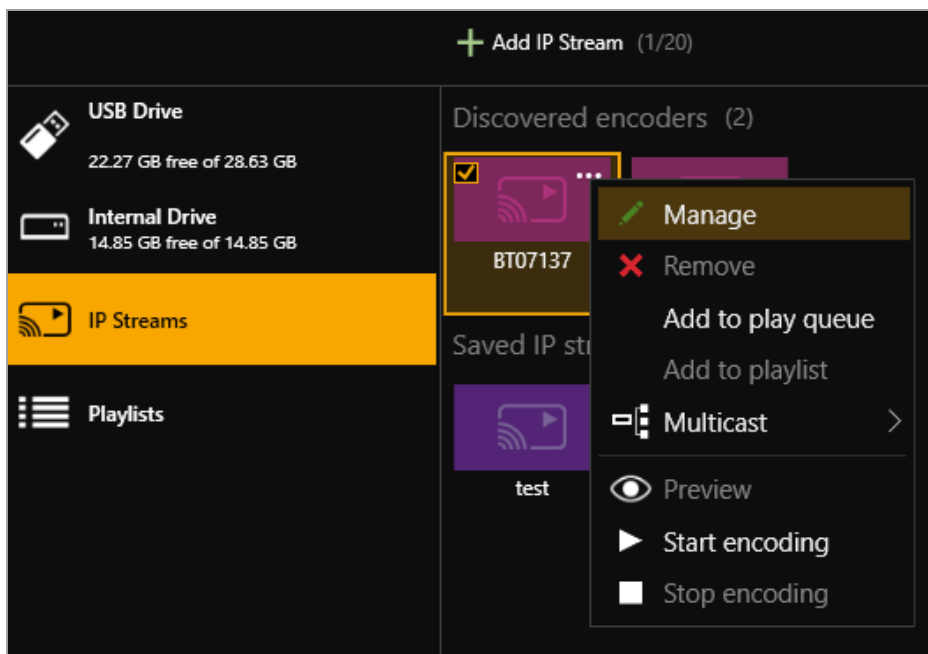 Add IP Stream (1/20)
USB Drive
22.27 GB free of 28.63 GB
Internal Drive
14.85 GB free of 14.85 GB
IP Streams
Playlists
Discovered encoders (2)
BT07137
Saved IP str
test
Manage
Remove
Add to play queue
Add to playlist
Multicast
Preview
Start encoding
Stop encoding